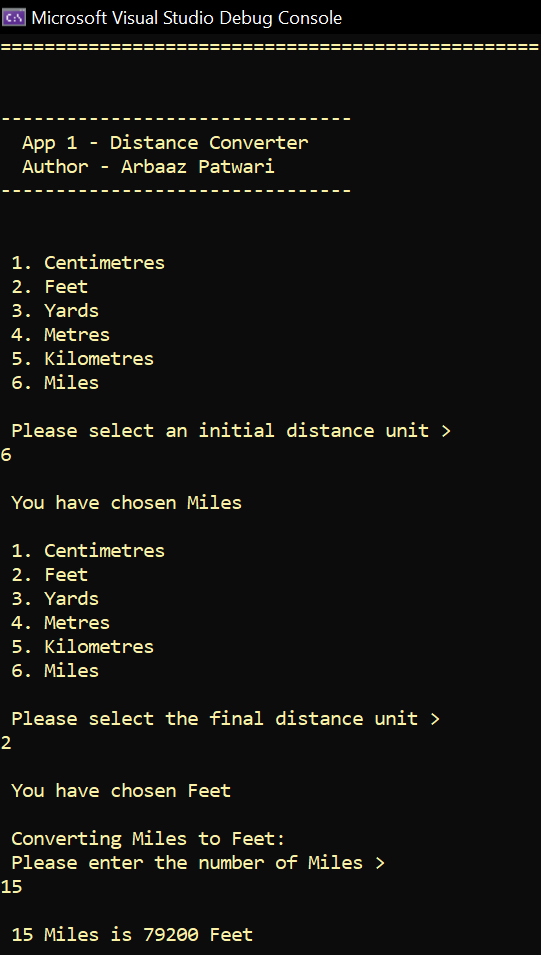 C:\ Microsoft Visual Studio Debug Console
=================================================
--------------------------------
App 1 - Distance Converter
Author - Arbaaz Patwari
--------------------------------
1. Centimetres
2. Feet
3. Yards
4. Metres
5. Kilometres
6. Miles
Please select an initial distance unit >
6
You have chosen Miles
1. Centimetres
2. Feet
3. Yards
4. Metres
5. Kilometres
6. Miles
Please select the final distance unit >
2
You have chosen Feet
Converting Miles to Feet:
Please enter the number of Miles >
15
15 Miles is 79200 Feet